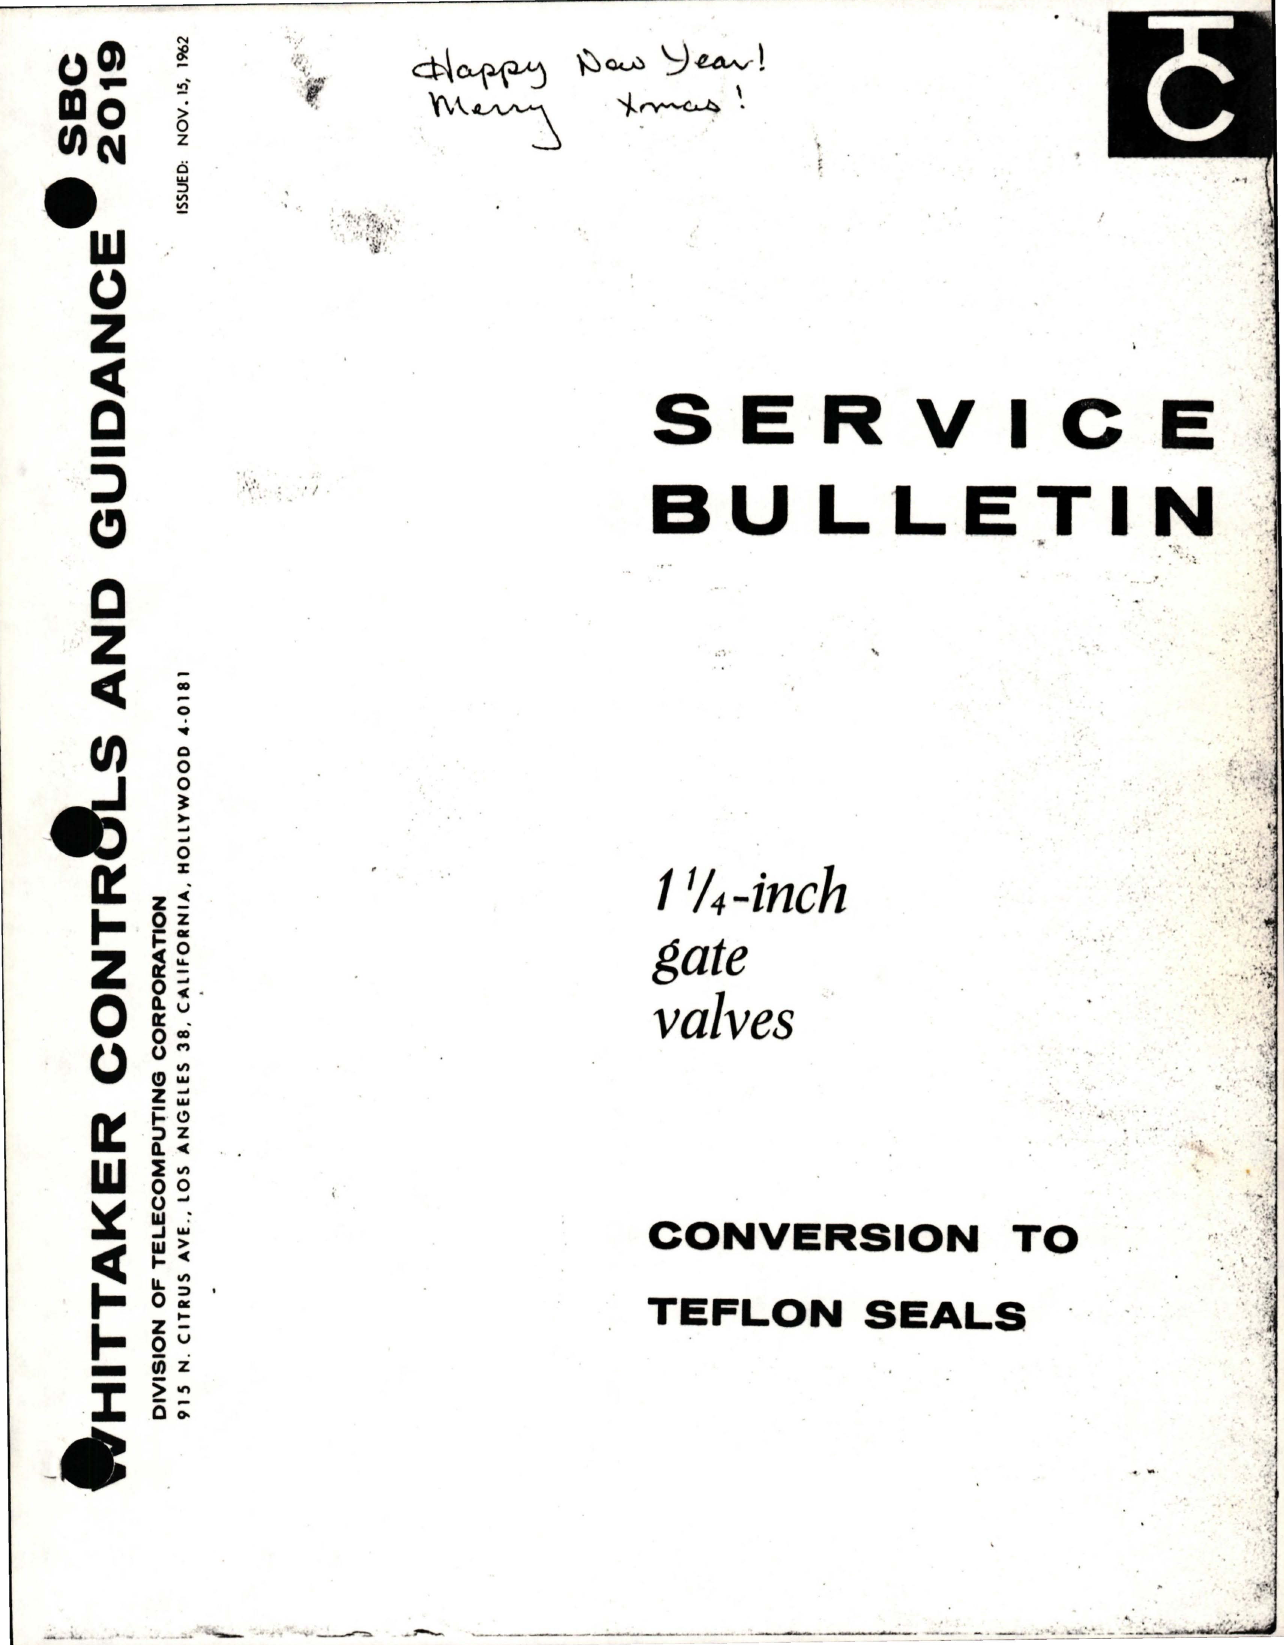 Happy New Year!
Merry Xmas!
TC
SERVICE
BULLETIN
1 1/4-inch
gate
valves
CONVERSION TO
TEFLON SEALS
WHITTAKER CONTROLS AND GUIDANCE
SBC
2019
DIVISION OF TELECOMPUTING CORPORATION
915 N. CITRUS AVE., LOS ANGELES 38, CALIFORNIA, HOLLYWOOD 4-0181
ISSUED: NOV. 15, 1962